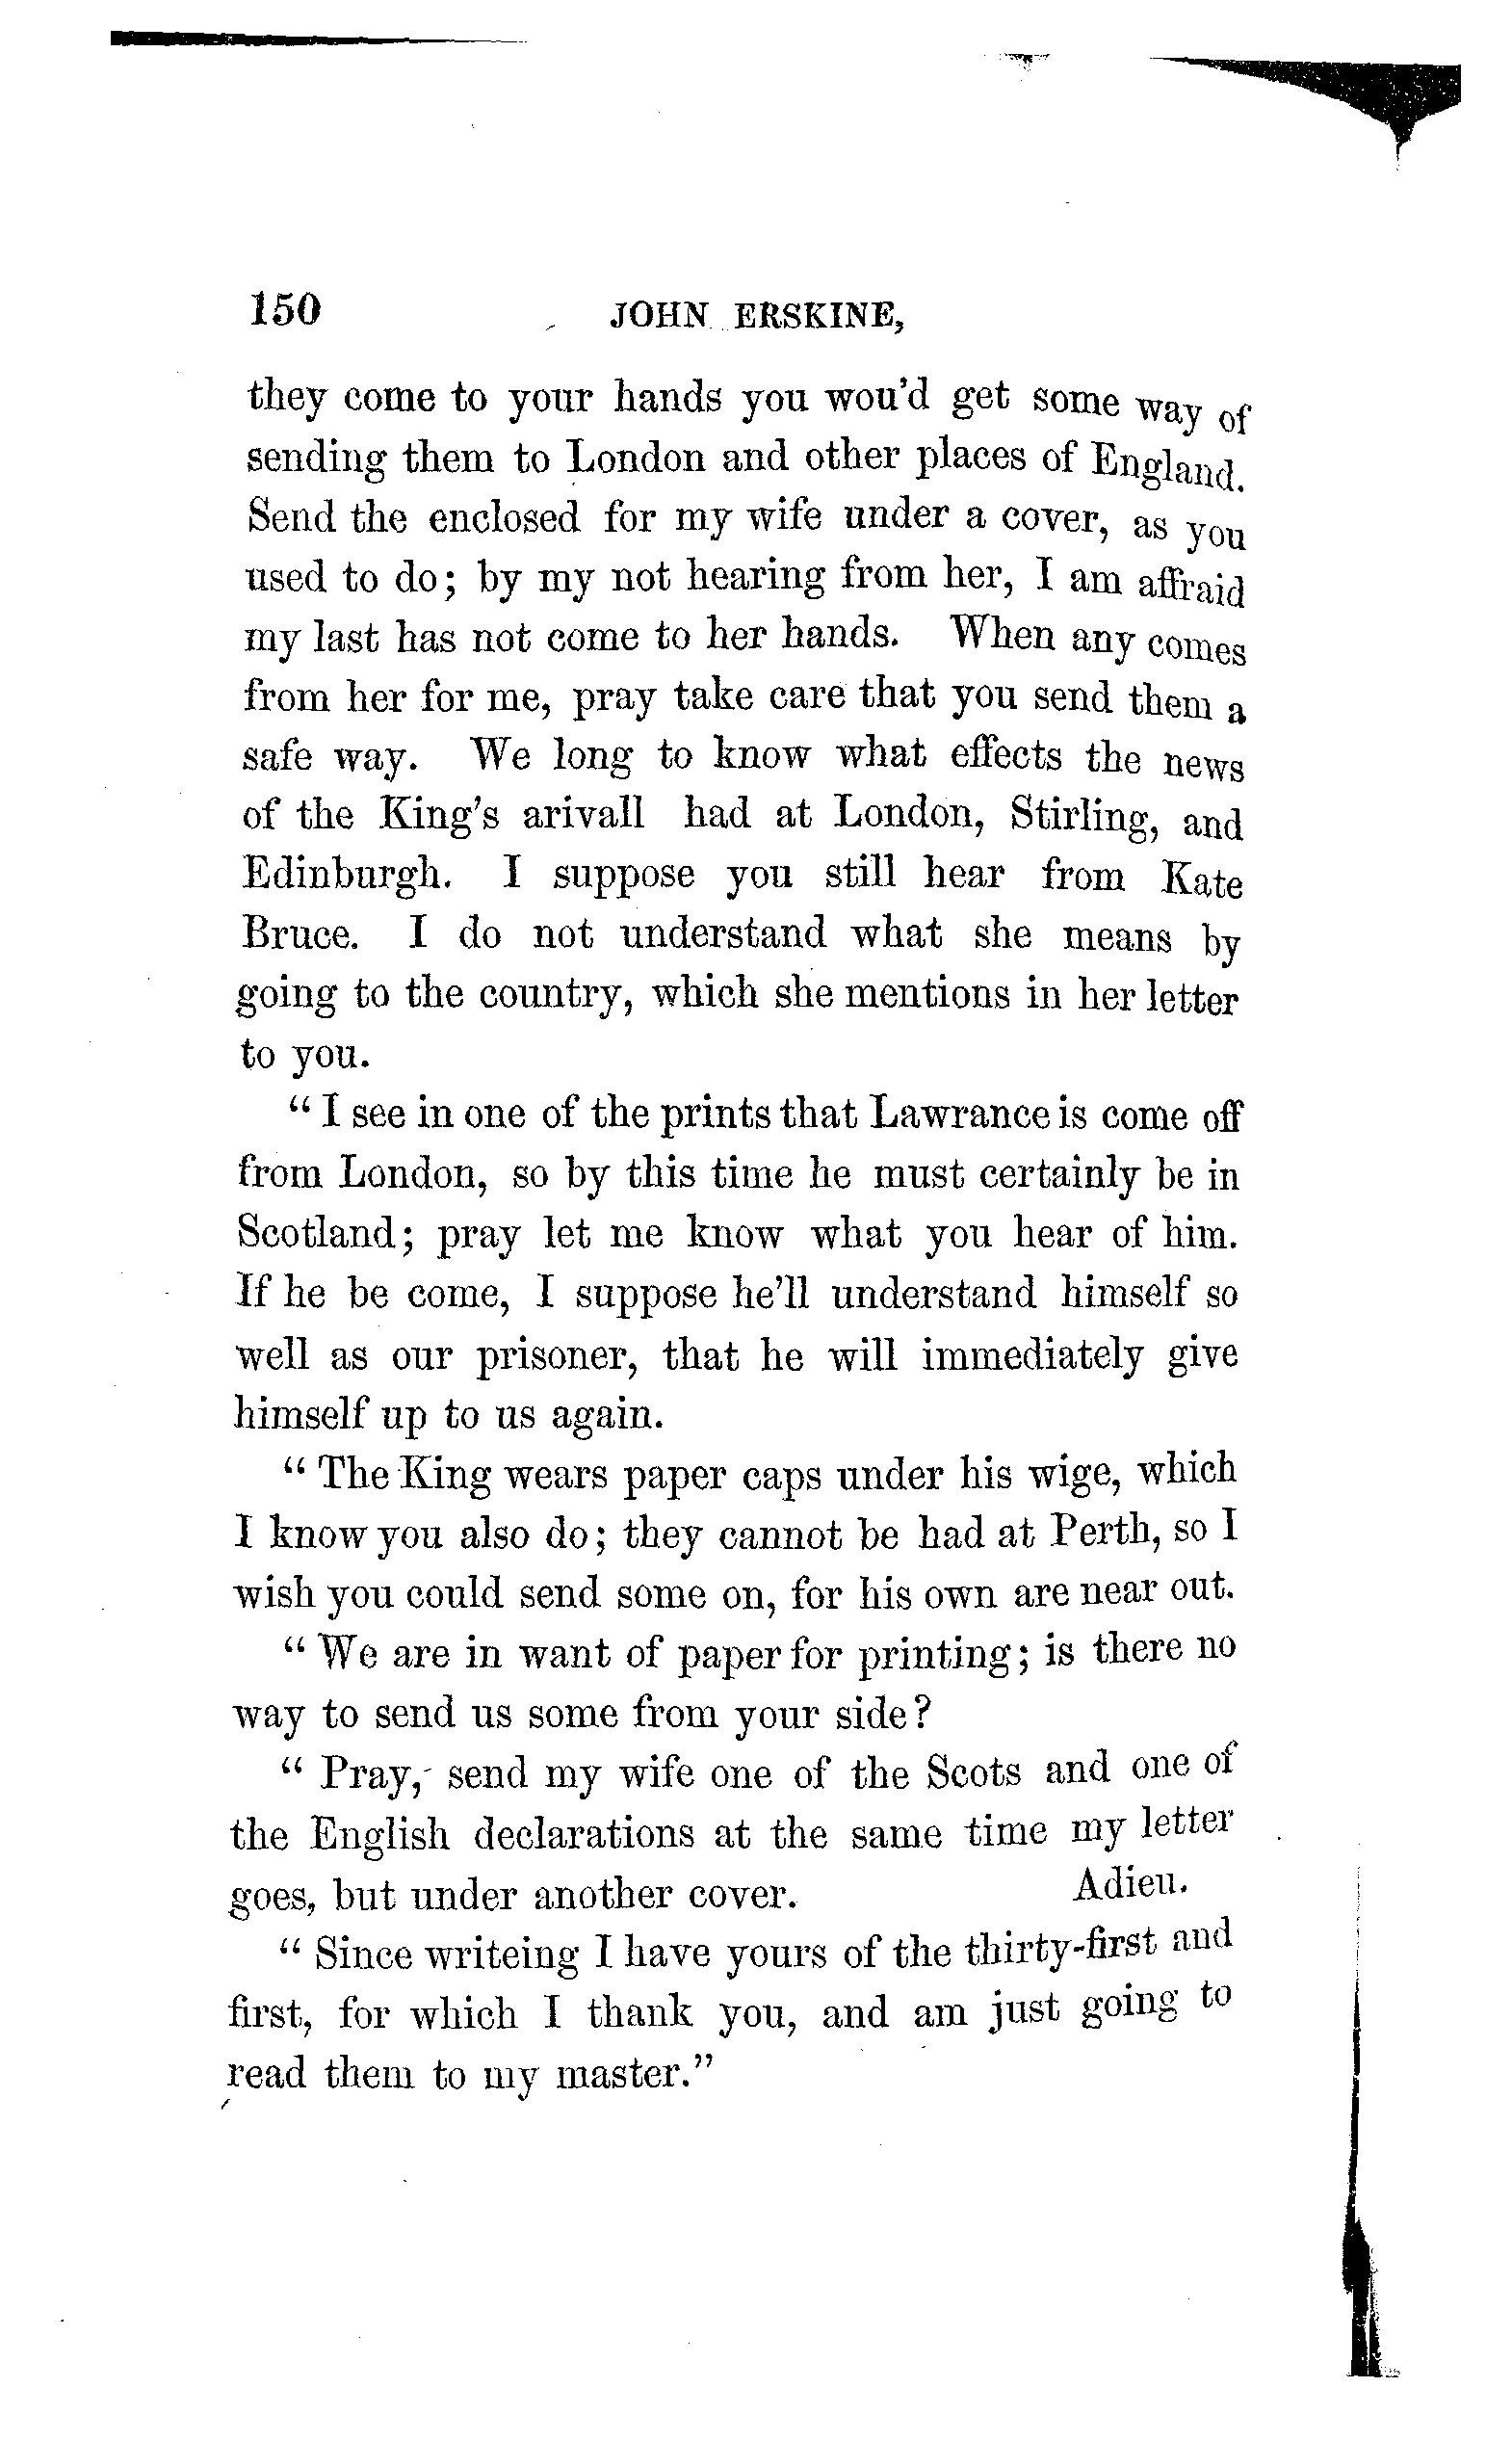 150 JOHN ERSKINE,
they come to your hands you wou'd get some way of
sending them to London and other places of England.
Send the enclosed for my wife under a cover, as you
used to do; by my not hearing from her, I am affraid
my last has not come to her hands. When any comes
from her for me, pray take care that you send them a
safe way. We long to know what effects the news
of the King's arivall had at London, Stirling, and
Edinburgh. I suppose you still hear from Kate
Bruce. I do not understand what she means by
going to the country, which she mentions in her letter
to you.
"I see in one of the prints that Lawrance is come off
from London, so by this time he must certainly be in
Scotland; pray let me know what you hear of him.
If he be come, I suppose he'll understand himself so
well as our prisoner, that he will immediately give
himself up to us again.
"The King wears paper caps under his wige, which
I know you also do; they cannot be had at Perth, so I
wish you could send some on, for his own are near out.
"We are in want of paper for printing; is there no
way to send us some from your side?
"Pray, send my wife one of the Scots and one of
the English declarations at the same time my letter
goes, but under another cover. Adieu.
"Since writeing I have yours of the thirty-first and
first, for which I thank you, and am just going to
read them to my master."